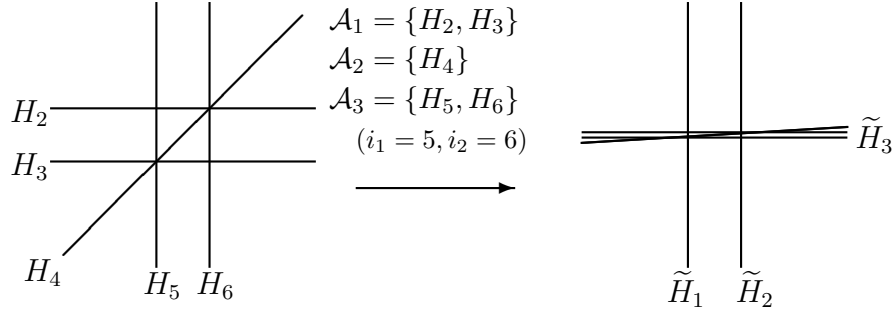 𝒜₁ = {H₂, H₃}
𝒜₂ = {H₄}
𝒜₃ = {H₅, H₆}
(i₁ = 5, i₂ = 6)
H₂
H₃
H₄
H₅ H₆
H̃₃
H̃₁ H̃₂